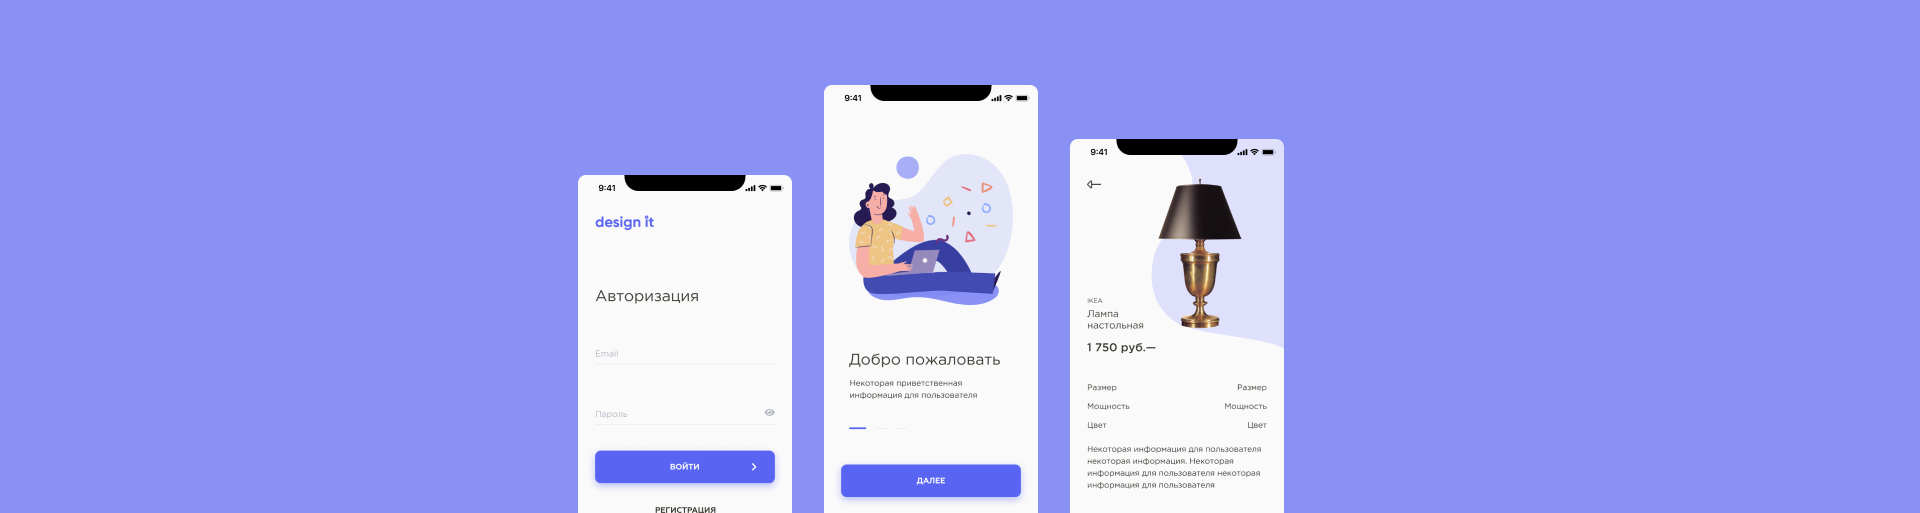 9:41
design it
Авторизация
Email
Пароль
ВОЙТИ
РЕГИСТРАЦИЯ
9:41
Добро пожаловать
Некоторая приветственная
информация для пользователя
ДАЛЕЕ
9:41
IKEA
Лампа
настольная
1 750 руб.—
Размер Размер
Мощность Мощность
Цвет Цвет
Некоторая информация для пользователя
некоторая информация. Некоторая
информация для пользователя некоторая
информация для пользователя